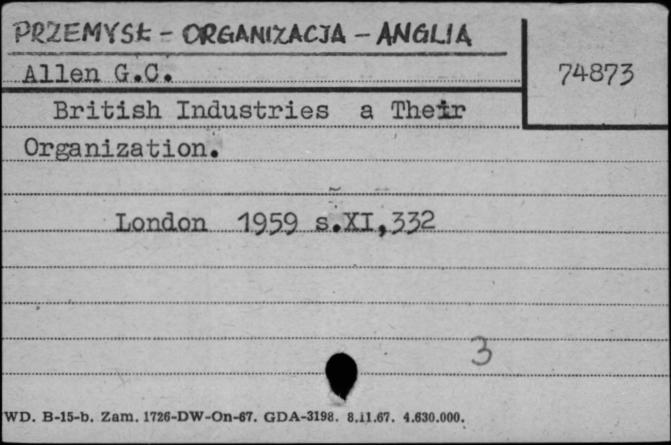 PRZEMYSŁ - ORGANIZACJA - ANGLIA
Allen G.C.
74873
British Industries a Their
Organization.
London 1959 s.XI,332
3
WD. B-15-b. Zam. 1726-DW-On-67. GDA-3198. 8.11.67. 4.630.000.